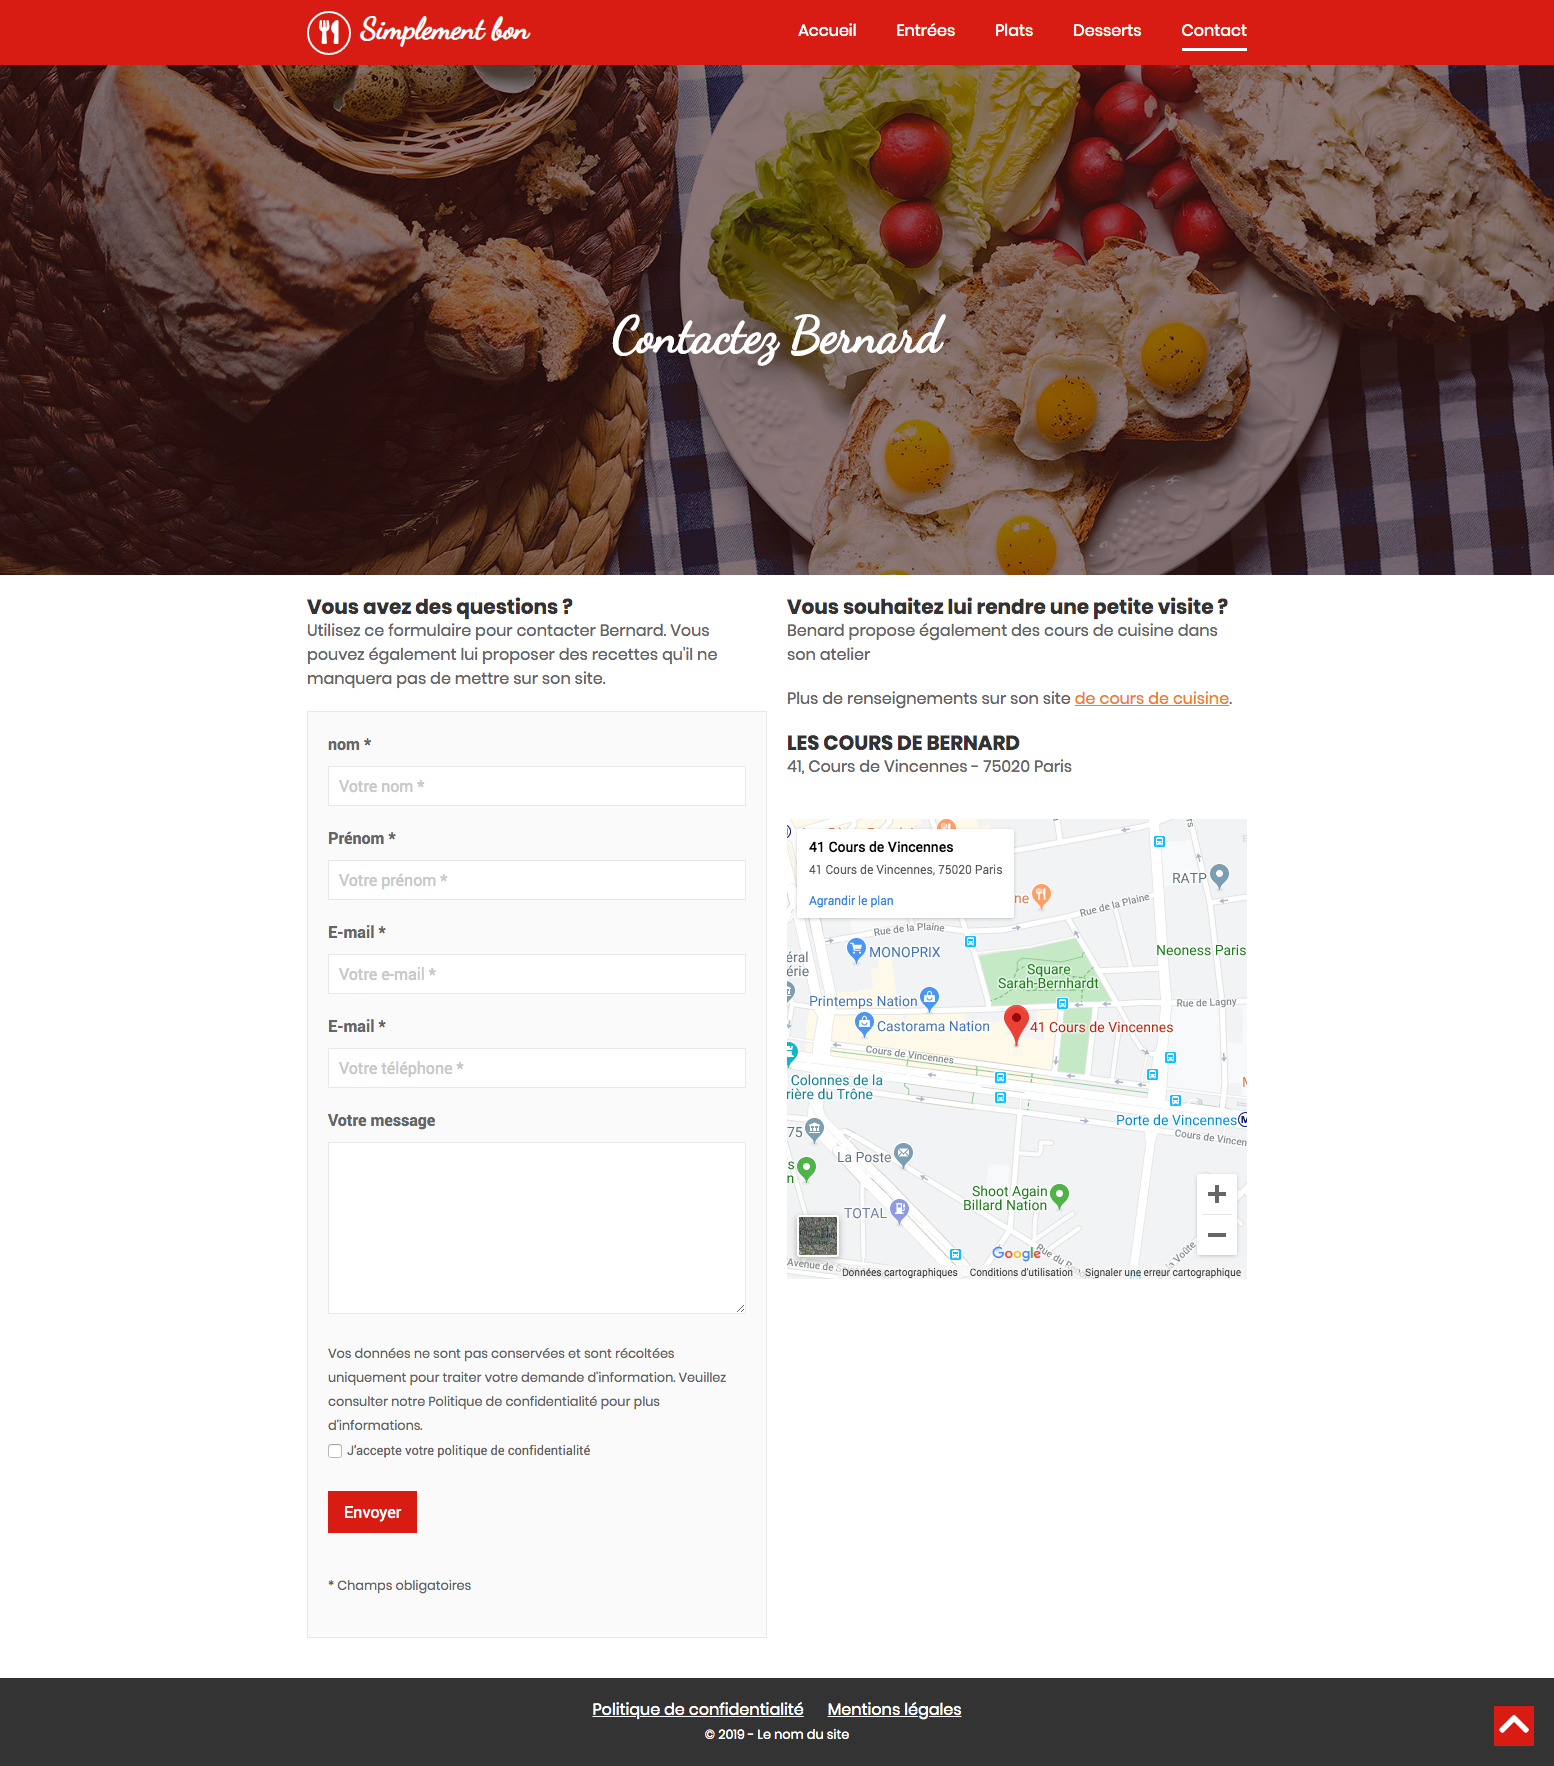 Simplement bon
Accueil Entrées Plats Desserts Contact
Contactez Bernard
Vous avez des questions ?
Utilisez ce formulaire pour contacter Bernard. Vous
pouvez également lui proposer des recettes qu'il ne
manquera pas de mettre sur son site.
nom *
Votre nom *
Prénom *
Votre prénom *
E-mail *
Votre e-mail *
E-mail *
Votre téléphone *
Votre message
Vos données ne sont pas conservées et sont récoltées
uniquement pour traiter votre demande d'information. Veuillez
consulter notre Politique de confidentialité pour plus
d'informations.
J'accepte votre politique de confidentialité
Envoyer
* Champs obligatoires
Vous souhaitez lui rendre une petite visite ?
Benard propose également des cours de cuisine dans
son atelier
Plus de renseignements sur son site de cours de cuisine.
LES COURS DE BERNARD
41, Cours de Vincennes - 75020 Paris
41 Cours de Vincennes
41 Cours de Vincennes, 75020 Paris
Agrandir le plan
RATP
ne
Rue de la Plaine
Rue de la Plaine
MONOPRIX
Neoness Paris
éral
érie
Square
Sarah-Bernhardt
Printemps Nation
Rue de Lagny
Castorama Nation
41 Cours de Vincennes
Cours de Vincennes
Colonnes de la
rière du Trône
Porte de Vincennes
M
Cours de Vincen
75
La Poste
s
n
Shoot Again
Billard Nation
TOTAL
Google
Rue du
la Voûte
Avenue de
Données cartographiques Conditions d'utilisation Signaler une erreur cartographique
Politique de confidentialité Mentions légales
© 2019 - Le nom du site